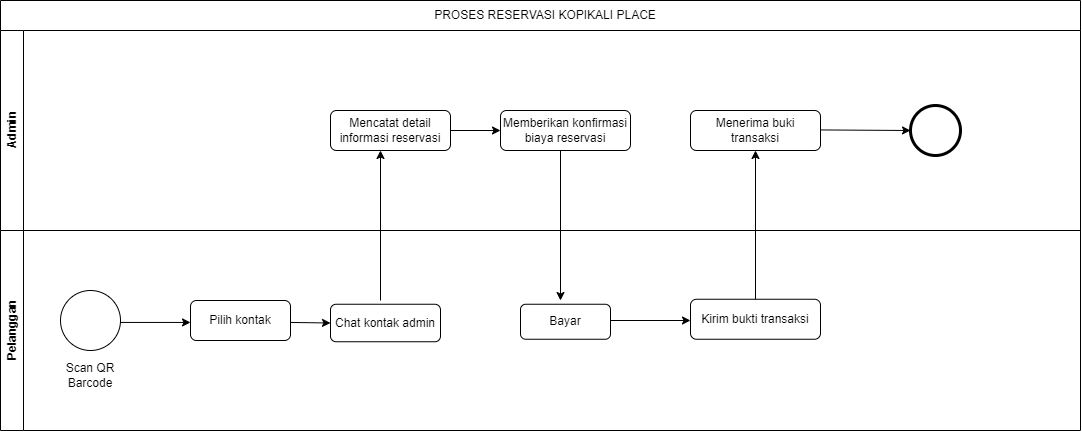 PROSES RESERVASI KOPIKALI PLACE
Admin
Mencatat detail
informasi reservasi
Memberikan konfirmasi
biaya reservasi
Menerima buki
transaksi
Pelanggan
Scan QR
Barcode
Pilih kontak
Chat kontak admin
Bayar
Kirim bukti transaksi